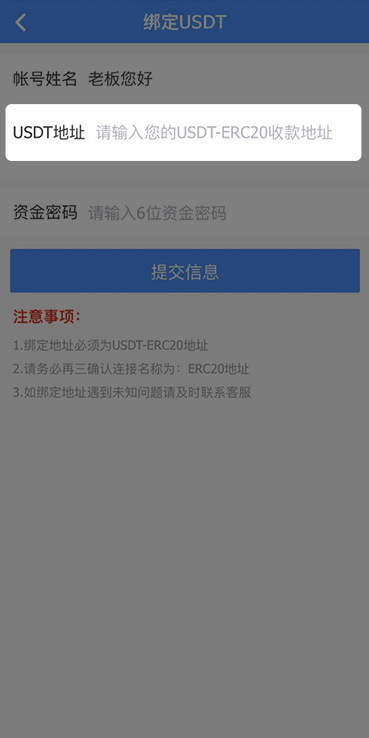 绑定USDT
帐号姓名 老板您好
USDT地址 请输入您的USDT-ERC20收款地址
资金密码 请输入6位资金密码
提交信息
注意事项：
1.绑定地址必须为USDT-ERC20地址
2.请务必再三确认连接名称为：ERC20地址
3.如绑定地址遇到未知问题请及时联系客服